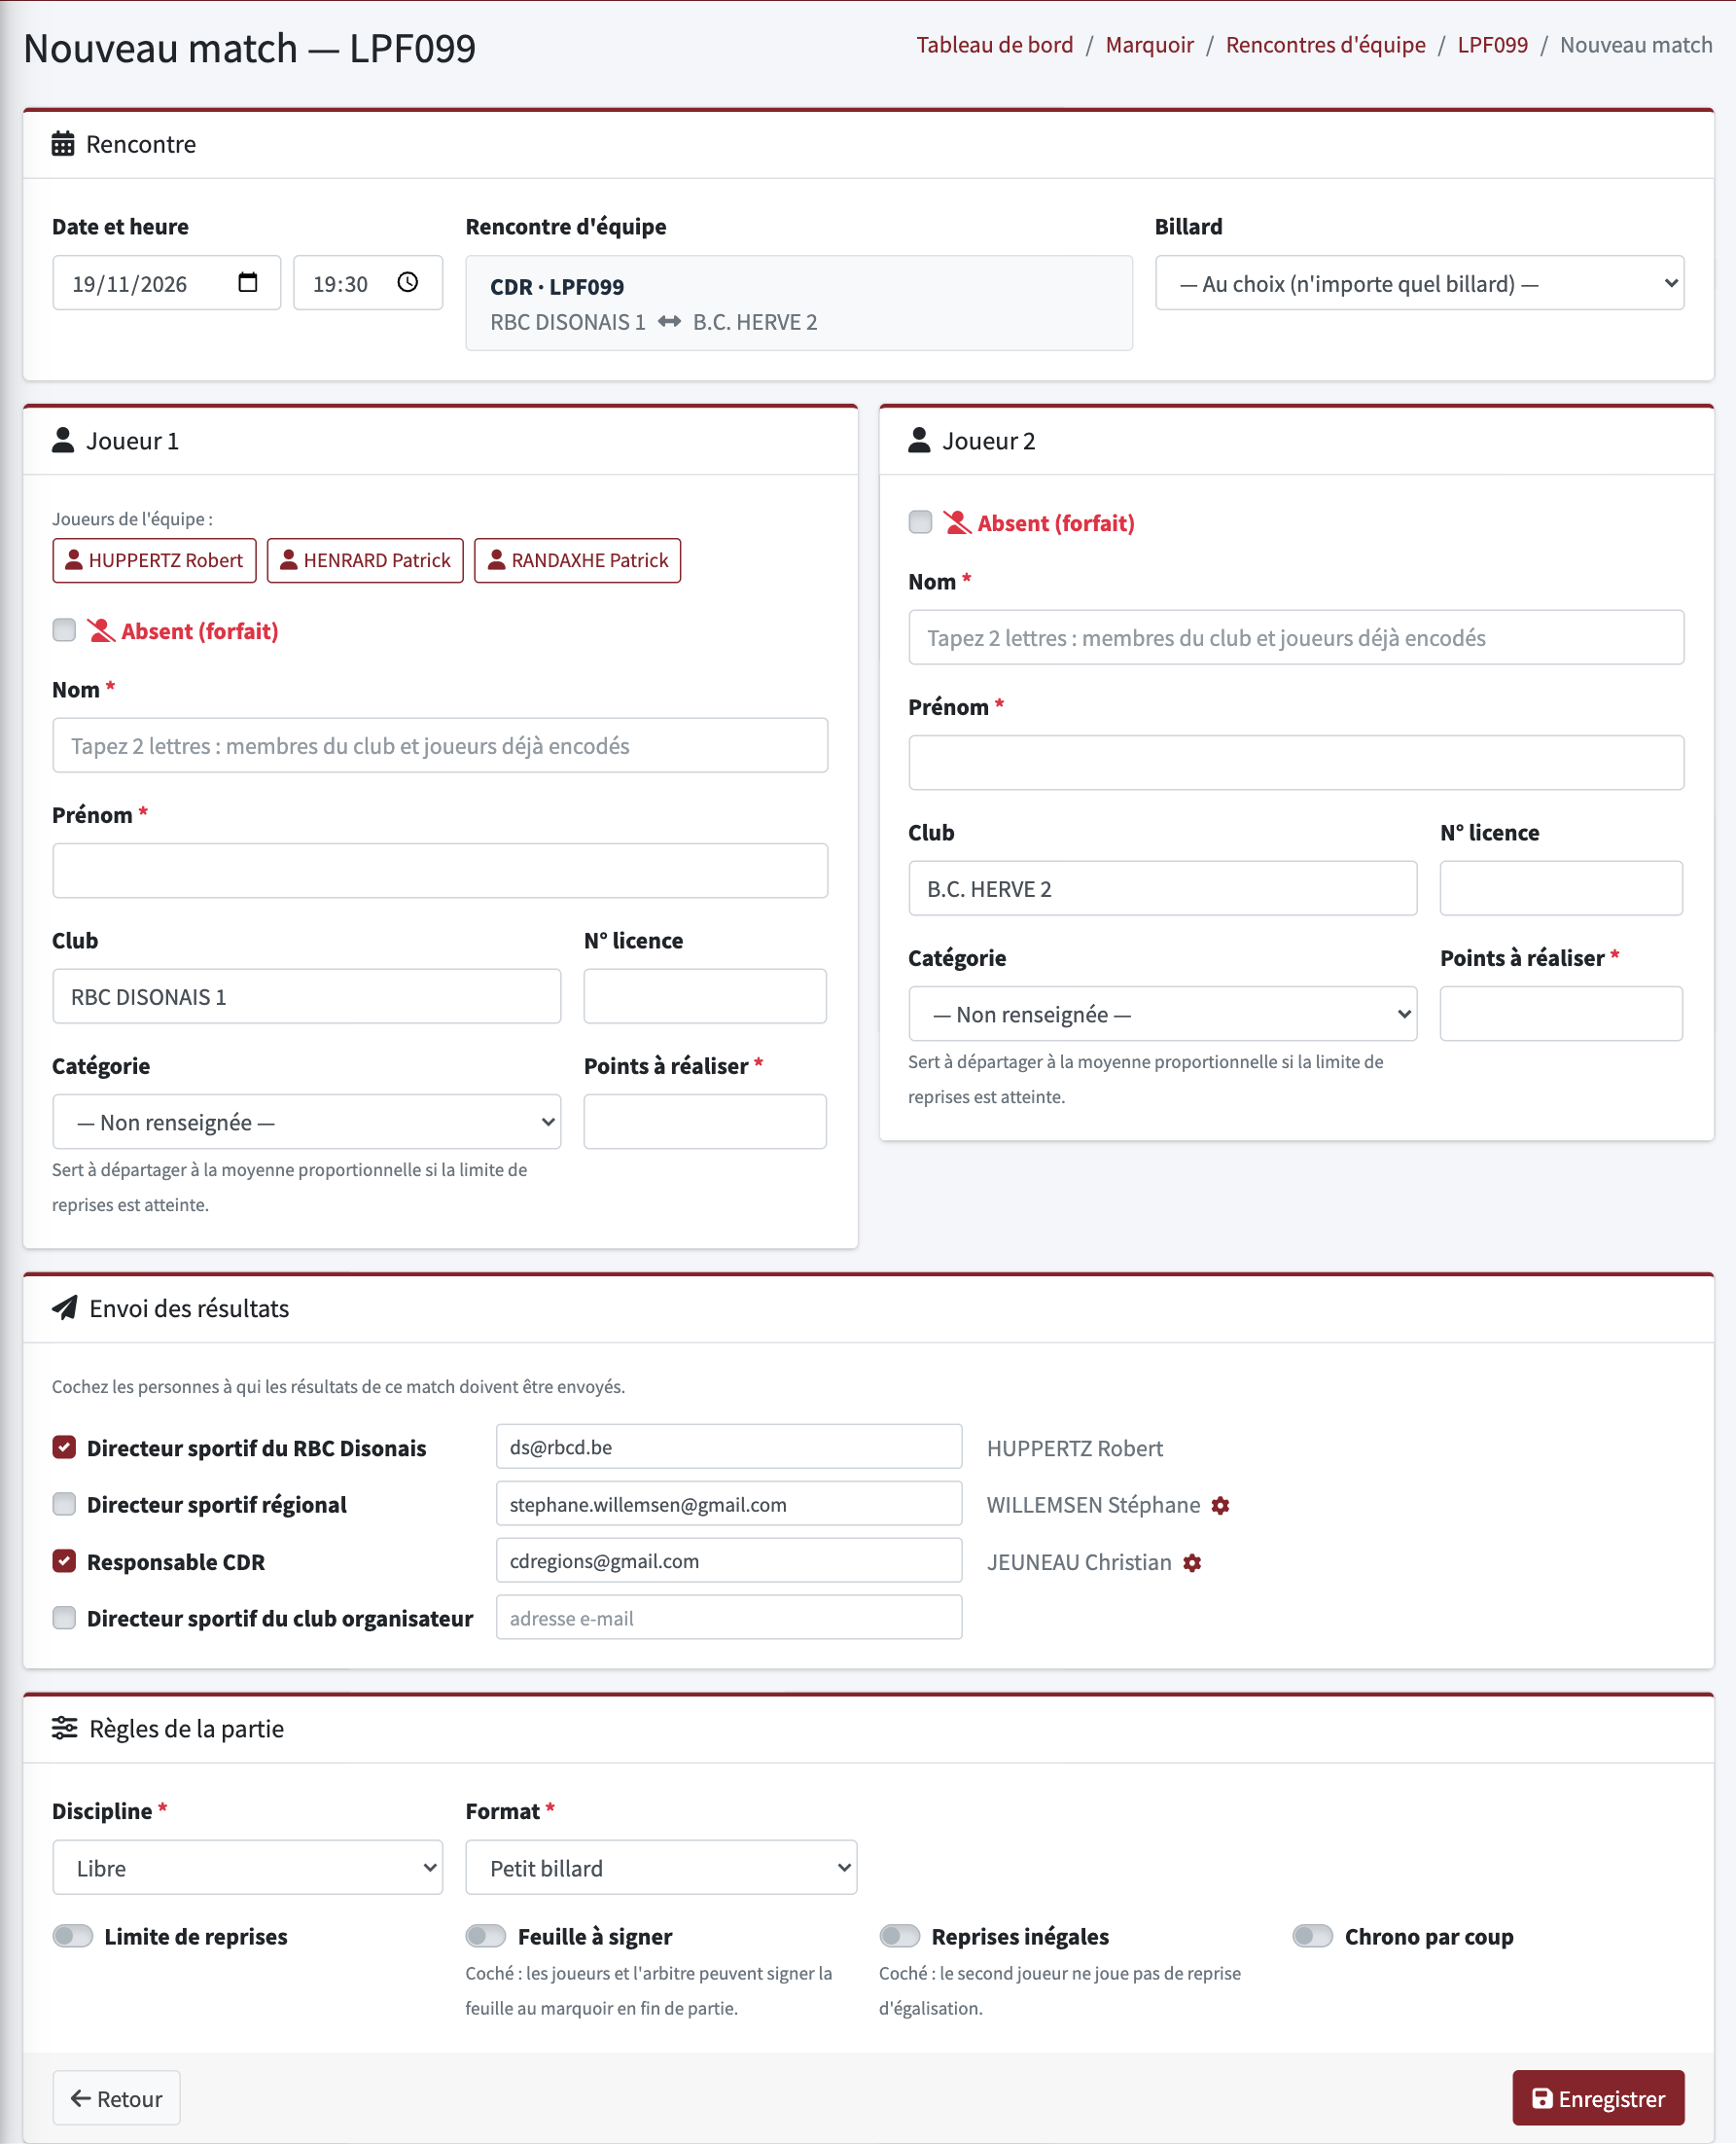 Nouveau match — LPF099
Tableau de bord / Marquoir / Rencontres d'équipe / LPF099 / Nouveau match
Rencontre
Date et heure
Rencontre d'équipe
Billard
19/11/2026
19:30
CDR · LPF099
RBC DISONAIS 1 ↔ B.C. HERVE 2
— Au choix (n'importe quel billard) —
Joueur 1
Joueurs de l'équipe :
HUPPERTZ Robert
HENRARD Patrick
RANDAXHE Patrick
Absent (forfait)
Nom *
Tapez 2 lettres : membres du club et joueurs déjà encodés
Prénom *
Club
N° licence
RBC DISONAIS 1
Catégorie
Points à réaliser *
— Non renseignée —
Sert à départager à la moyenne proportionnelle si la limite de
reprises est atteinte.
Joueur 2
Absent (forfait)
Nom *
Tapez 2 lettres : membres du club et joueurs déjà encodés
Prénom *
Club
N° licence
B.C. HERVE 2
Catégorie
Points à réaliser *
— Non renseignée —
Sert à départager à la moyenne proportionnelle si la limite de
reprises est atteinte.
Envoi des résultats
Cochez les personnes à qui les résultats de ce match doivent être envoyés.
Directeur sportif du RBC Disonais
ds@rbcd.be
HUPPERTZ Robert
Directeur sportif régional
stephane.willemsen@gmail.com
WILLEMSEN Stéphane
Responsable CDR
cdregions@gmail.com
JEUNEAU Christian
Directeur sportif du club organisateur
adresse e-mail
Règles de la partie
Discipline *
Format *
Libre
Petit billard
Limite de reprises
Feuille à signer
Coché : les joueurs et l'arbitre peuvent signer la
feuille au marquoir en fin de partie.
Reprises inégales
Coché : le second joueur ne joue pas de reprise
d'égalisation.
Chrono par coup
← Retour
Enregistrer